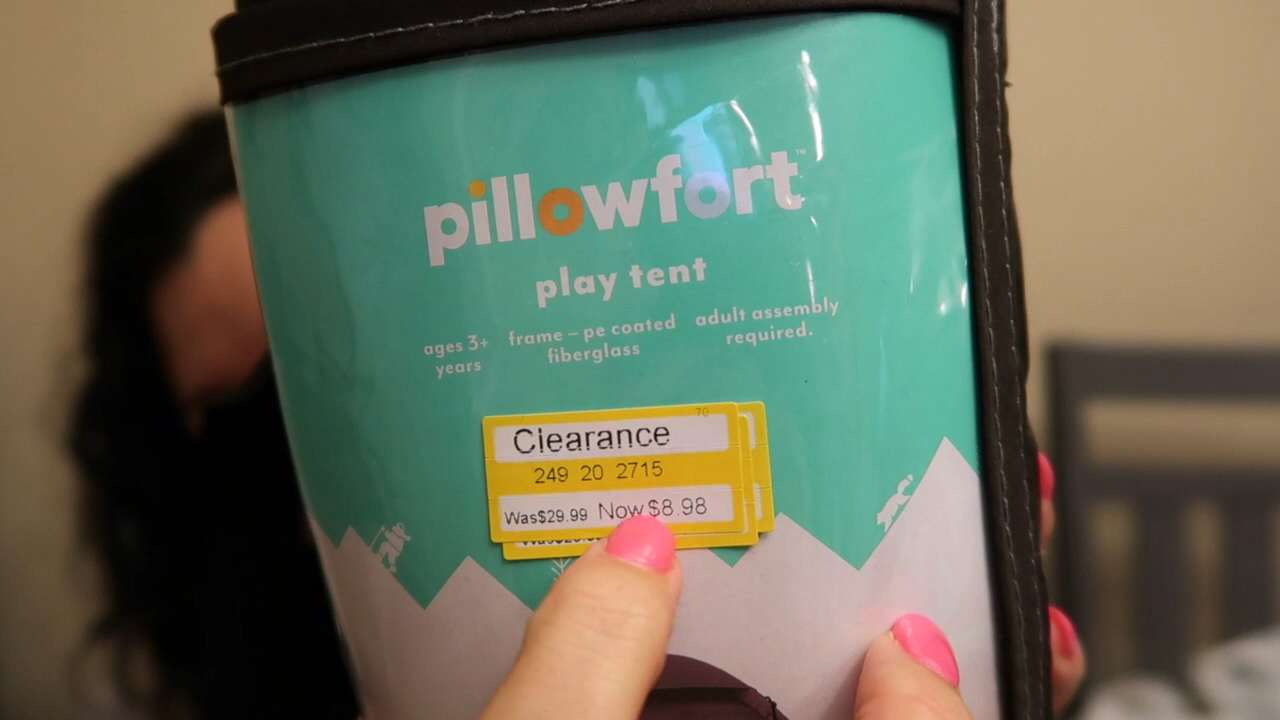 pillowfort™
play tent
ages 3+
years
frame – pe coated
fiberglass
adult assembly
required.
70
Clearance
249 20 2715
Was$29.99 Now $8.98